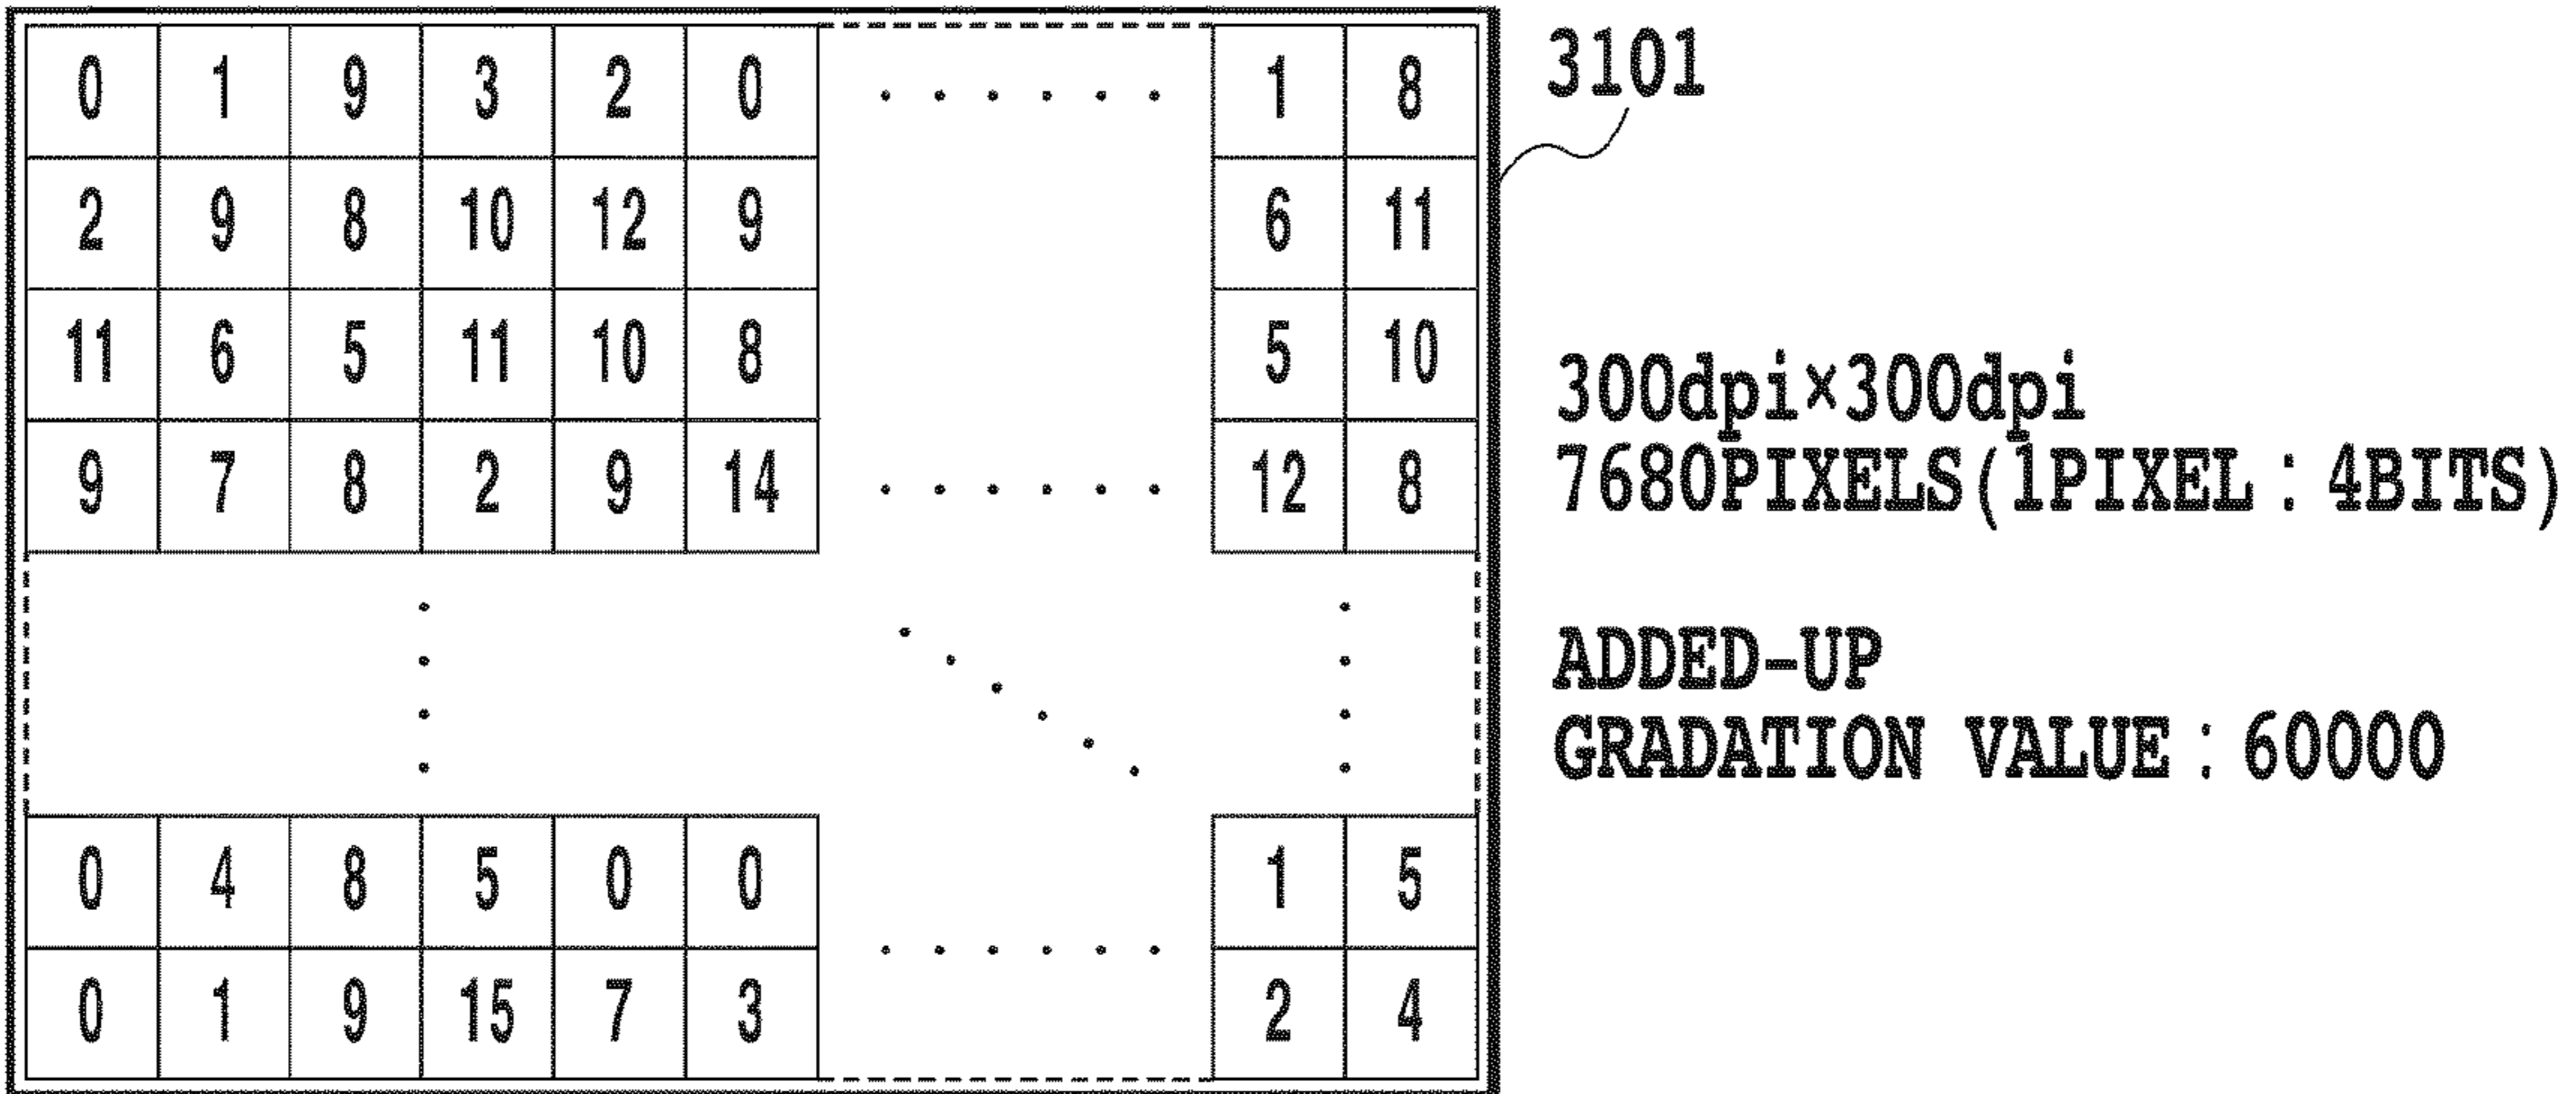 0 1 9 3 2 0 ...... 1 8
3101
2 9 8 10 12 9 6 11
11 6 5 11 10 8 5 10
300dpi×300dpi
9 7 8 2 9 14 ...... 12 8
7680PIXELS(1PIXEL : 4BITS)
ADDED-UP
GRADATION VALUE : 60000
0 4 8 5 0 0 1 5
0 1 9 15 7 3 2 4